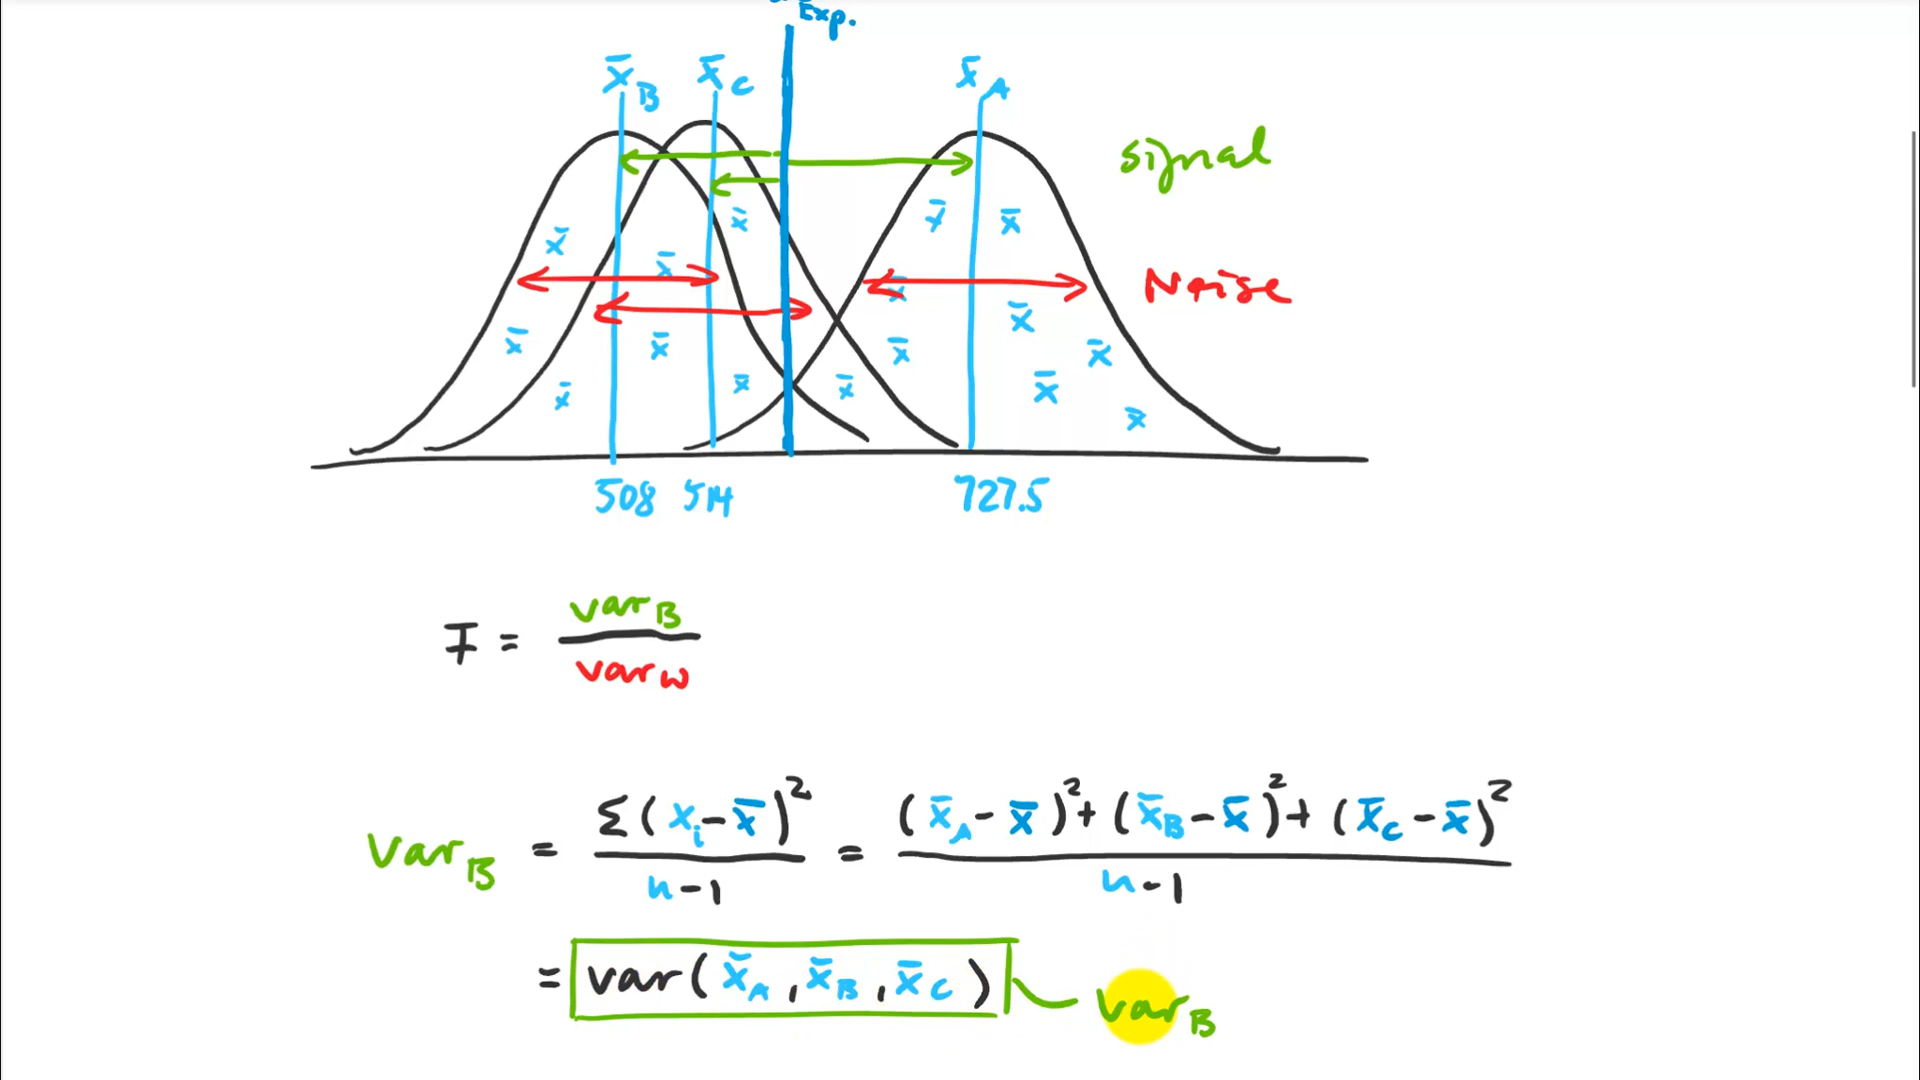 Exp.
x̄B x̄C x̄A
signal
x̄ x̄ x̄
x̄ x̄
x̄ Noise
x̄
x̄ x̄ x̄ x̄
x̄ x̄ x̄ x̄
x̄
508 514 727.5
F = varB / varW
varB = Σ(xi - x̄)² / n-1 = (x̄A - x̄)² + (x̄B - x̄)² + (x̄C - x̄)² / n-1
= var(x̄A, x̄B, x̄C) varB